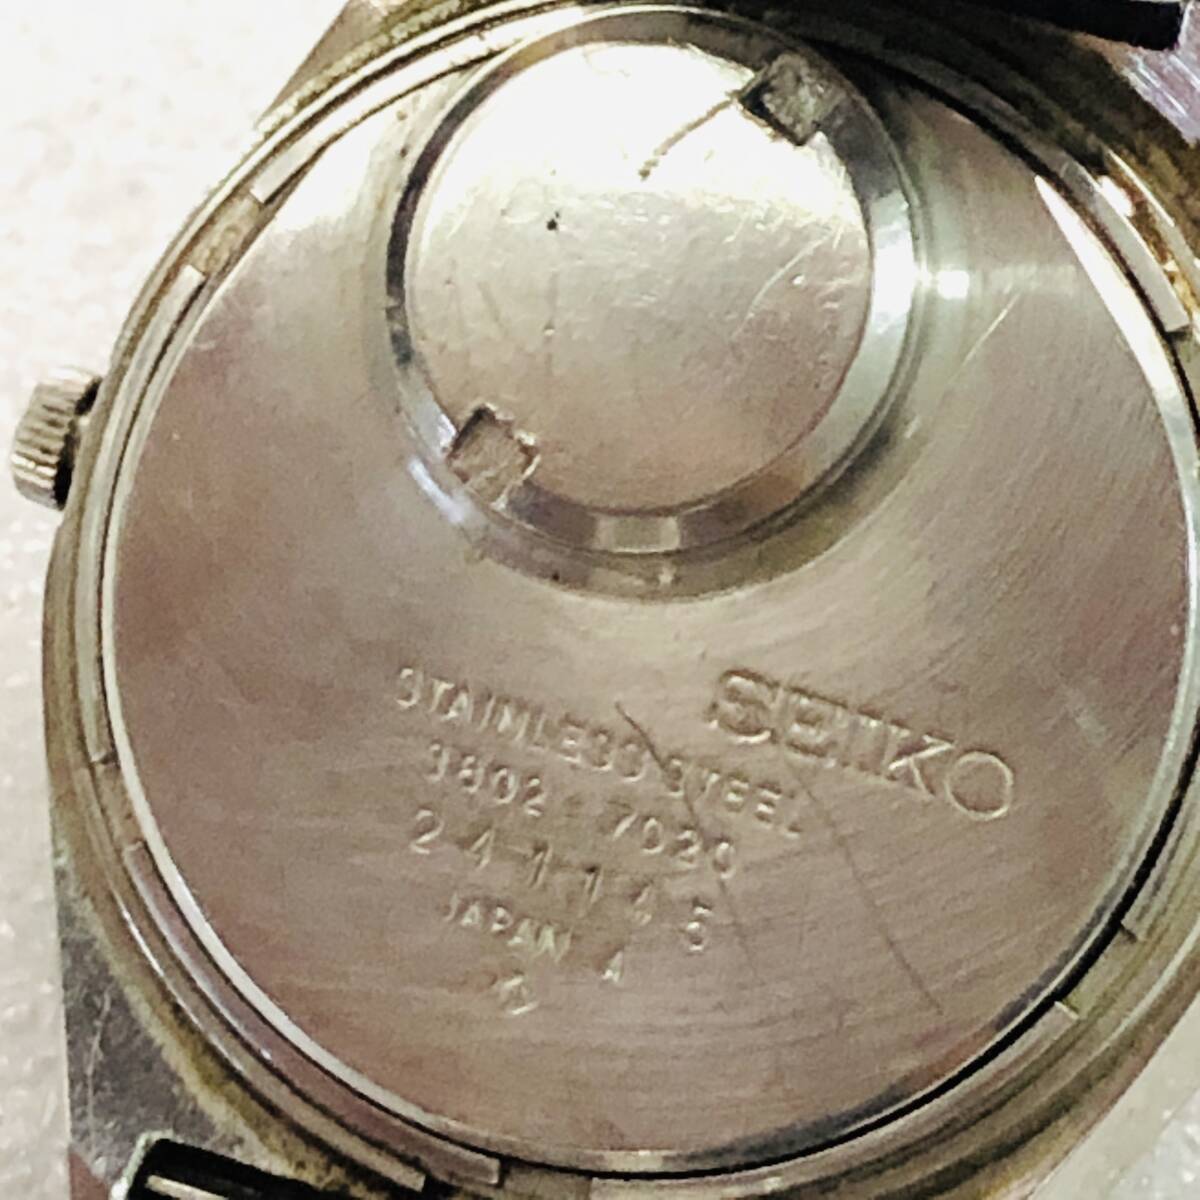 SEIKO
STAINLESS STEEL
3802-7020
241145
JAPAN A